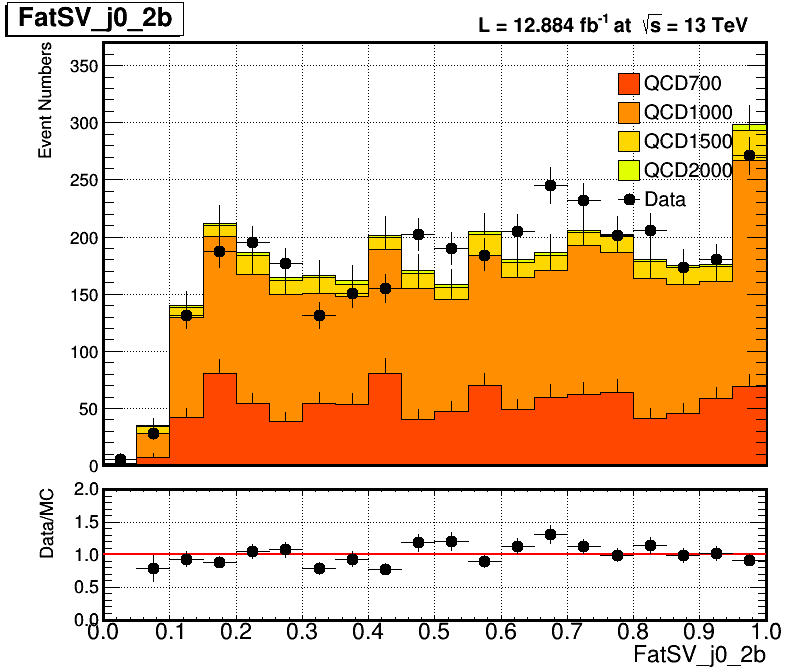 FatSV_j0_2b
L = 12.884 fb⁻¹ at √s = 13 TeV
Event Numbers
350
300
250
200
150
100
50
0
QCD700
QCD1000
QCD1500
QCD2000
Data
Data/MC
2.0
1.5
1.0
0.5
0.0
0.0 0.1 0.2 0.3 0.4 0.5 0.6 0.7 0.8 0.9 1.0
FatSV_j0_2b